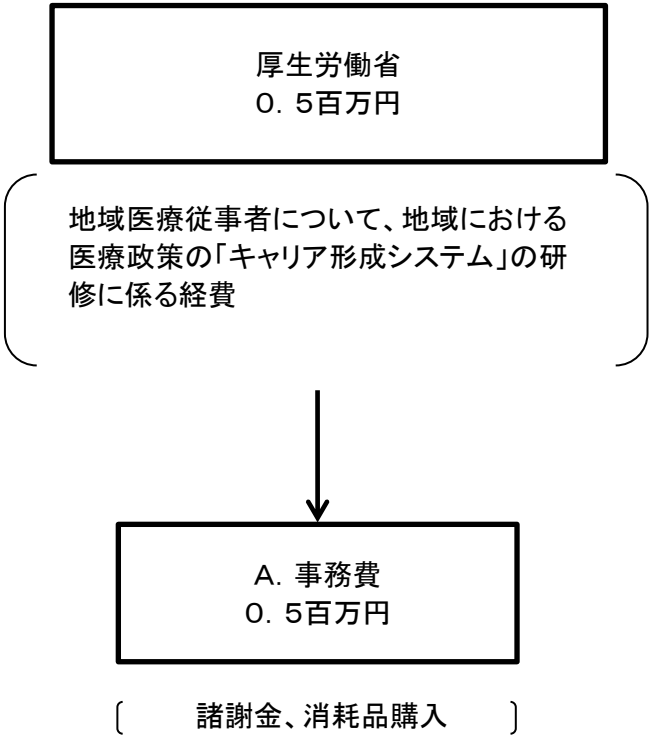 厚生労働省
０．５百万円
地域医療従事者について、地域における
医療政策の「キャリア形成システム」の研
修に係る経費
Ａ．事務費
０．５百万円
〔 諸謝金、消耗品購入 〕